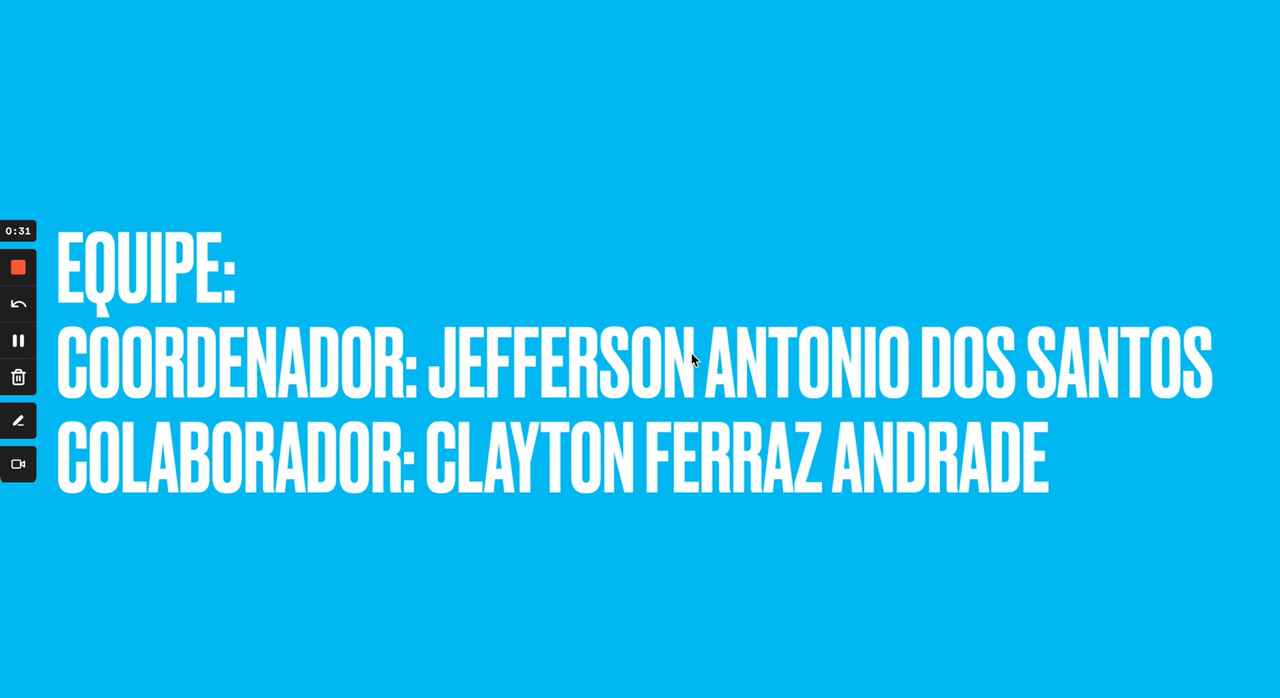 0:31
EQUIPE:
COORDENADOR: JEFFERSON ANTONIO DOS SANTOS
COLABORADOR: CLAYTON FERRAZ ANDRADE